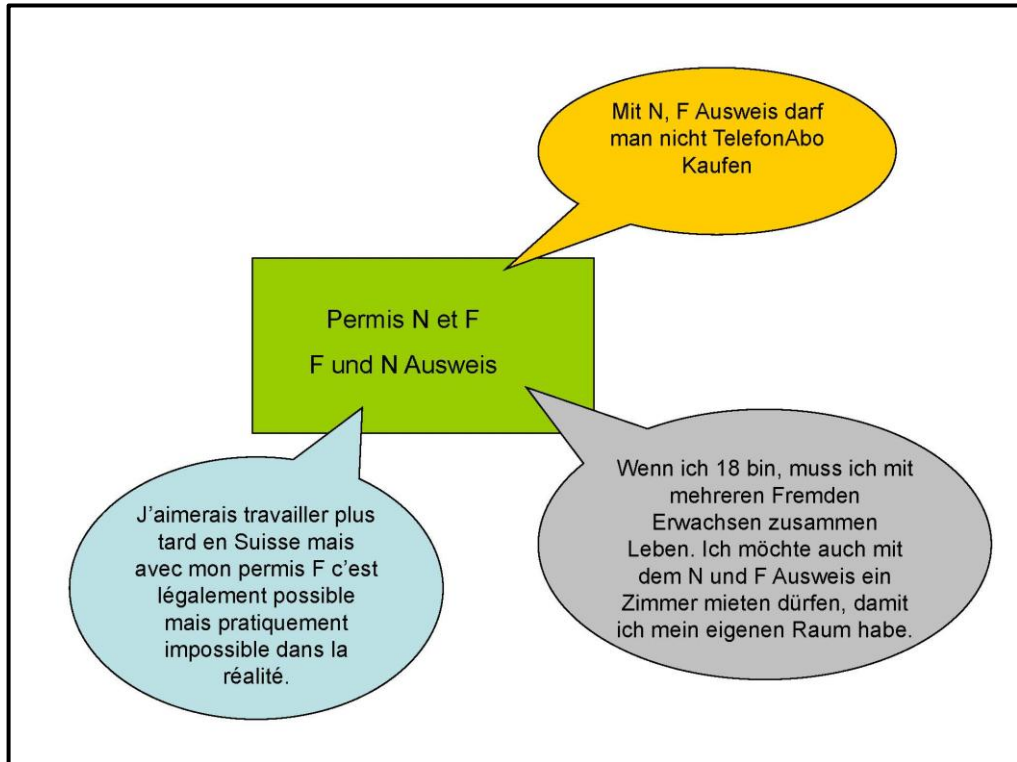 Mit N, F Ausweis darf
man nicht TelefonAbo
Kaufen
Permis N et F
F und N Ausweis
J'aimerais travailler plus
tard en Suisse mais
avec mon permis F c'est
légalement possible
mais pratiquement
impossible dans la
réalité.
Wenn ich 18 bin, muss ich mit
mehreren Fremden
Erwachsen zusammen
Leben. Ich möchte auch mit
dem N und F Ausweis ein
Zimmer mieten dürfen, damit
ich mein eigenen Raum habe.